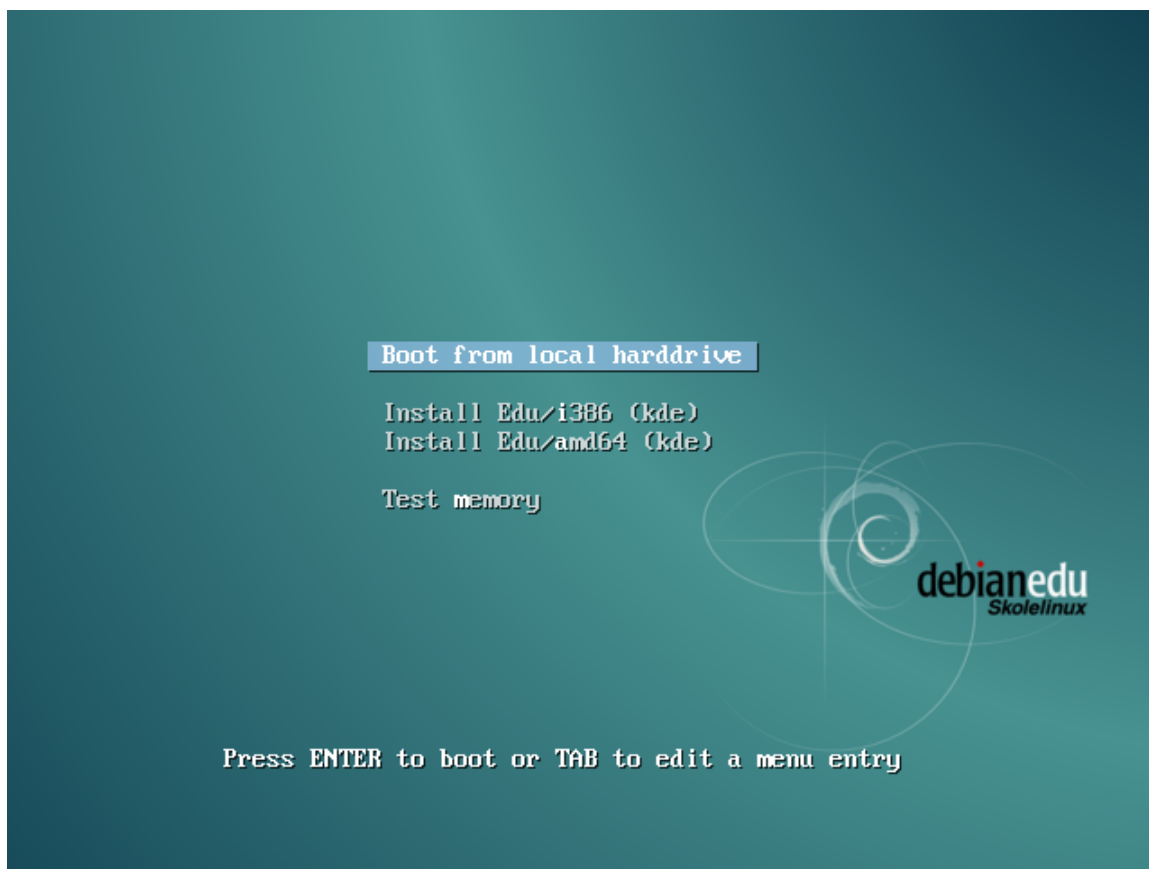 Boot from local harddrive
Install Edu/i386 (kde)
Install Edu/amd64 (kde)
Test memory
debianedu
Skolelinux
Press ENTER to boot or TAB to edit a menu entry